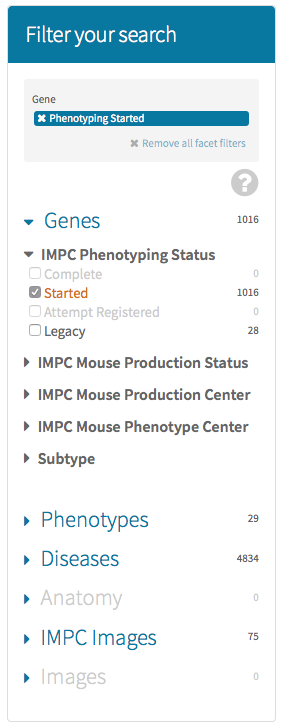 Filter your search
Gene
✖ Phenotyping Started
✖ Remove all facet filters
?
Genes 1016
IMPC Phenotyping Status
Complete 0
Started 1016
Attempt Registered 0
Legacy 28
IMPC Mouse Production Status
IMPC Mouse Production Center
IMPC Mouse Phenotype Center
Subtype
Phenotypes 29
Diseases 4834
Anatomy 0
IMPC Images 75
Images 0